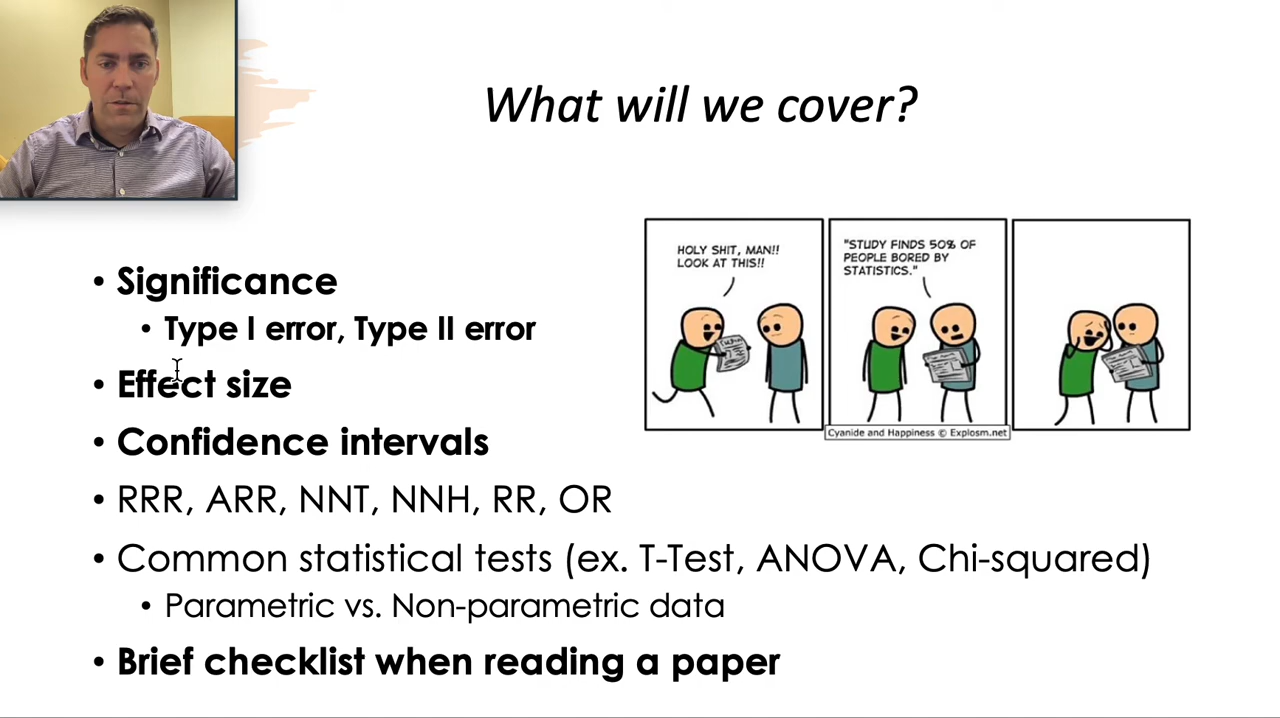 What will we cover?
• Significance
• Type I error, Type II error
• Effect size
• Confidence intervals
• RRR, ARR, NNT, NNH, RR, OR
• Common statistical tests (ex. T-Test, ANOVA, Chi-squared)
• Parametric vs. Non-parametric data
• Brief checklist when reading a paper
HOLY SHIT, MAN!!
LOOK AT THIS!!
"STUDY FINDS 50% OF
PEOPLE BORED BY
STATISTICS."
Cyanide and Happiness © Explosm.net